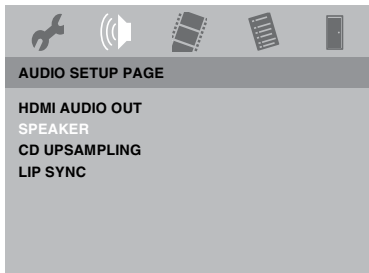 AUDIO SETUP PAGE
HDMI AUDIO OUT
SPEAKER
CD UPSAMPLING
LIP SYNC